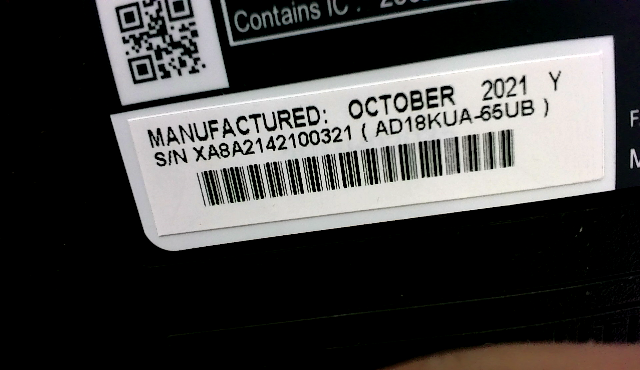 Contains IC :
MANUFACTURED: OCTOBER 2021 Y
S/N XA8A2142100321 ( AD18KUA-65UB )